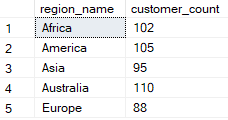 region_name customer_count
1 Africa 102
2 America 105
3 Asia 95
4 Australia 110
5 Europe 88